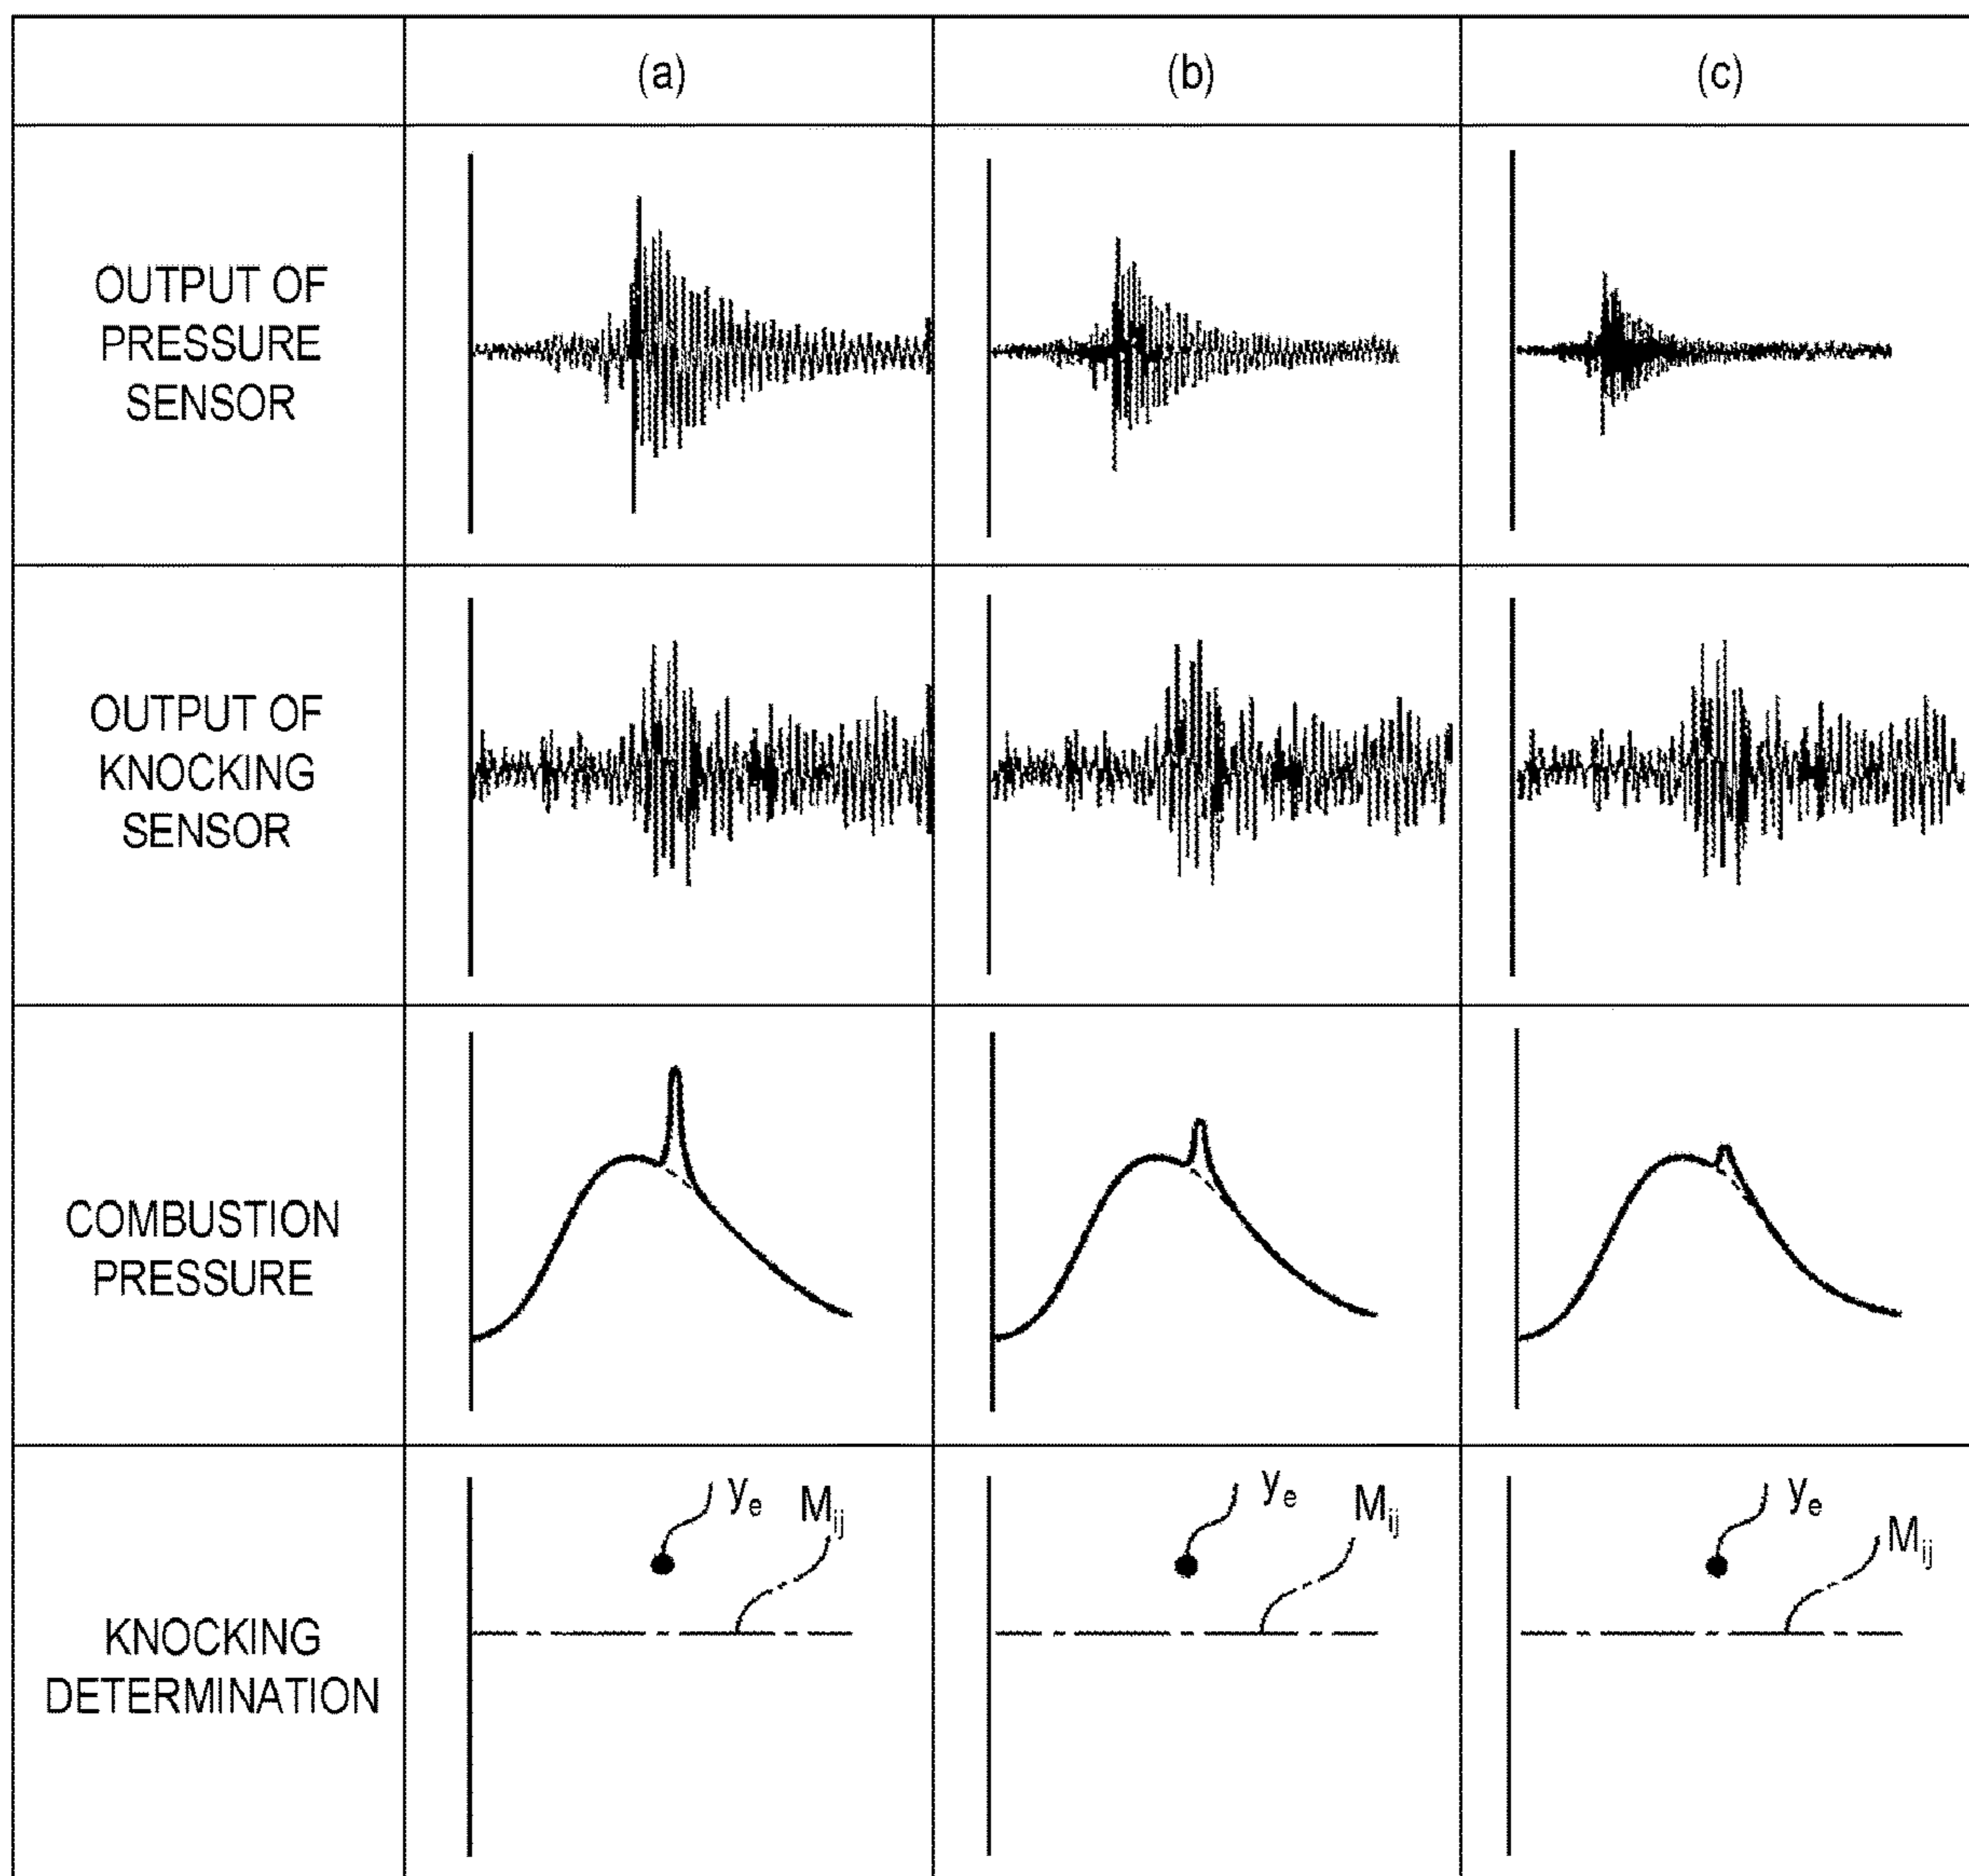 (a)
(b)
(c)
OUTPUT OF
PRESSURE
SENSOR
OUTPUT OF
KNOCKING
SENSOR
COMBUSTION
PRESSURE
KNOCKING
DETERMINATION
ye
Mij
ye
Mij
ye
Mij